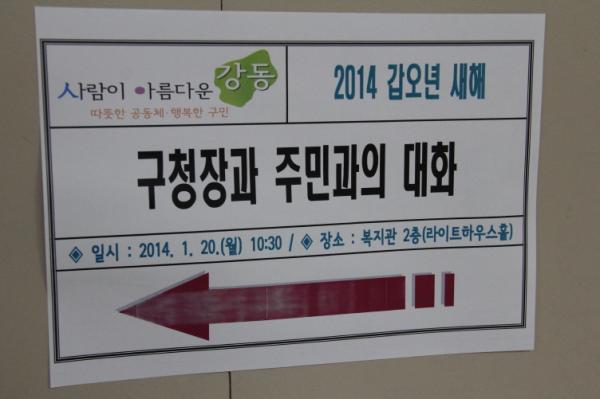 사람이 아름다운 강동
따뜻한 공동체·행복한 구민
2014 갑오년 새해
구청장과 주민과의 대화
◈ 일시 : 2014. 1. 20.(월) 10:30 / ◈ 장소 : 복지관 2층(라이트하우스홀)